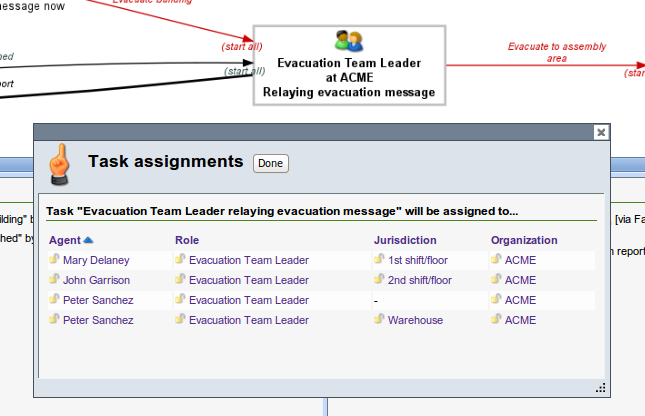 message now
Evacuate building
(start all)
(start all)
Evacuation Team Leader
at ACME
Relaying evacuation message
Evacuate to assembly
area
(star
ned
port
Task assignments Done
Task "Evacuation Team Leader relaying evacuation message" will be assigned to...
Agent Role Jurisdiction Organization
Mary Delaney Evacuation Team Leader 1st shift/floor ACME
John Garrison Evacuation Team Leader 2nd shift/floor ACME
Peter Sanchez Evacuation Team Leader - ACME
Peter Sanchez Evacuation Team Leader Warehouse ACME
ilding" b
hed" by
[via Fa
n report